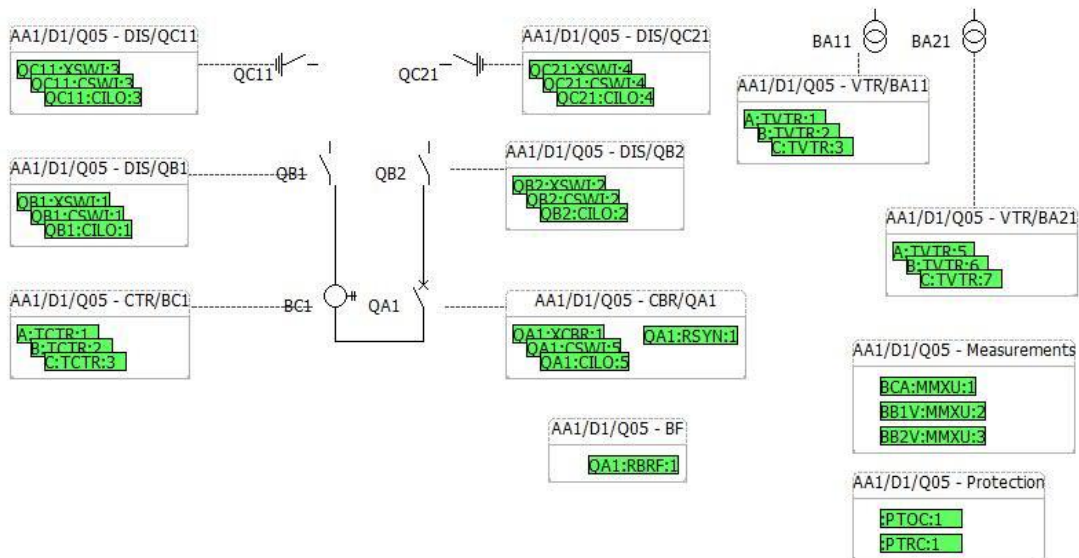 AA1/D1/Q05 - DIS/QC11
QC11:XSWI:3
QC11:CSWI:3
QC11:CILO:3
QC11
QC21
AA1/D1/Q05 - DIS/QC21
QC21:XSWI:4
QC21:CSWI:4
QC21:CILO:4
BA11
BA21
AA1/D1/Q05 - VTR/BA11
A:TVTR:1
B:TVTR:2
C:TVTR:3
AA1/D1/Q05 - DIS/QB1
QB1:XSWI:1
QB1:CSWI:1
QB1:CILO:1
QB1
QB2
AA1/D1/Q05 - DIS/QB2
QB2:XSWI:2
QB2:CSWI:2
QB2:CILO:2
AA1/D1/Q05 - VTR/BA21
A:TVTR:5
B:TVTR:6
C:TVTR:7
AA1/D1/Q05 - CTR/BC1
A:TCTR:1
B:TCTR:2
C:TCTR:3
BC1
QA1
AA1/D1/Q05 - CBR/QA1
QA1:XCBR:1
QA1:CSWI:5
QA1:CILO:5
QA1:RSYN:1
AA1/D1/Q05 - Measurements
BCA:MMXU:1
BB1V:MMXU:2
BB2V:MMXU:3
AA1/D1/Q05 - BF
QA1:RBRF:1
AA1/D1/Q05 - Protection
:PTOC:1
:PTRC:1